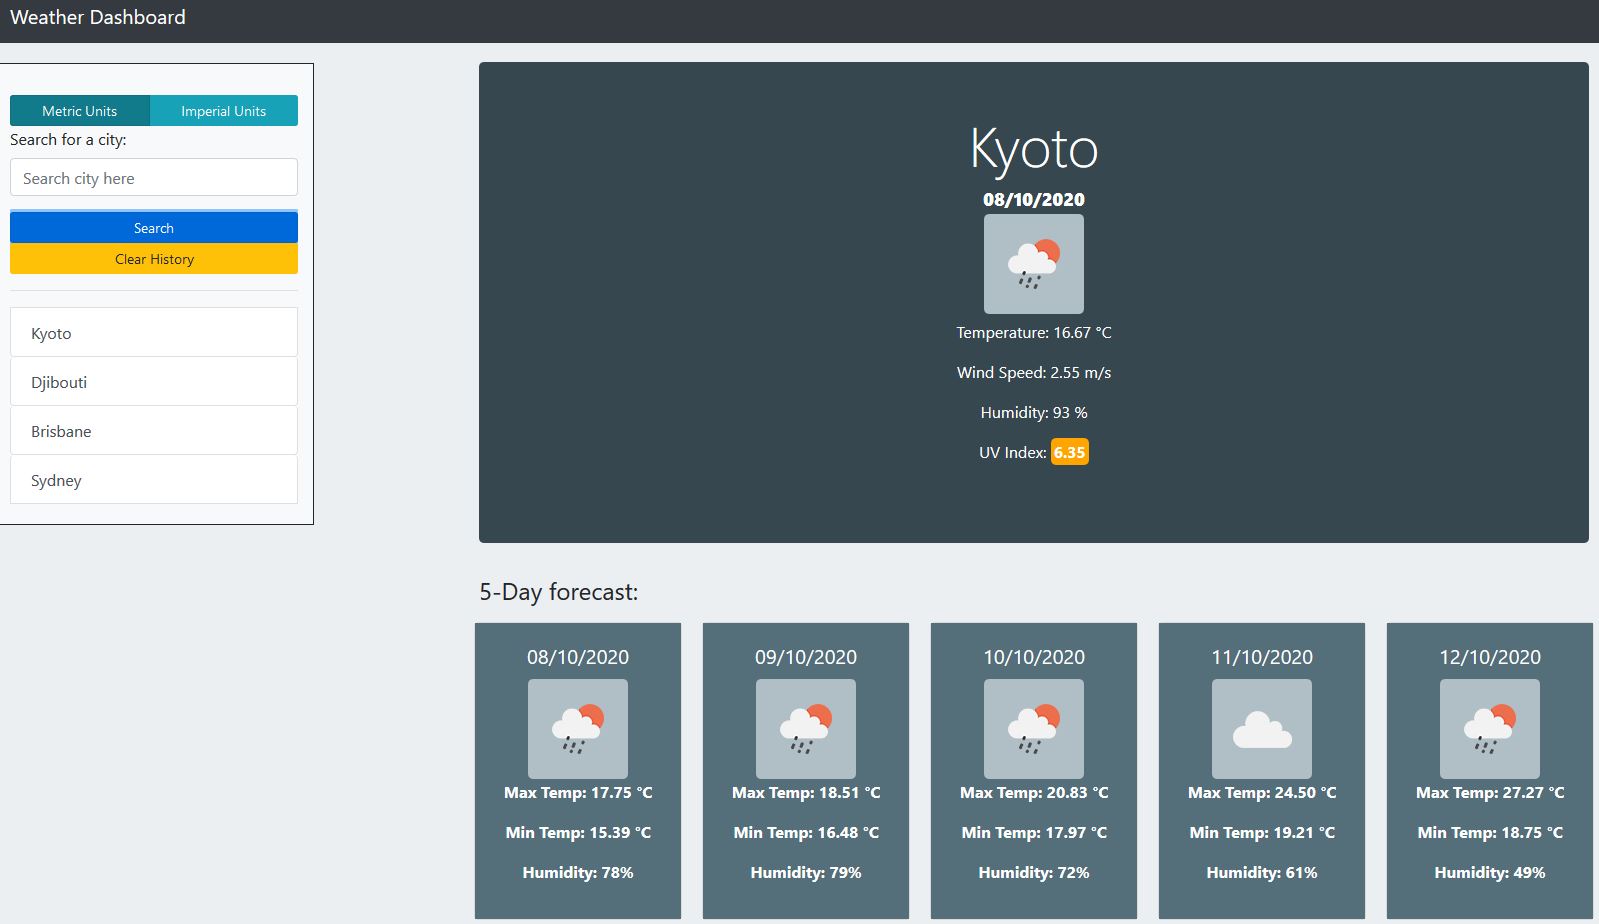 Weather Dashboard
Metric Units
Imperial Units
Search for a city:
Search city here
Search
Clear History
Kyoto
Djibouti
Brisbane
Sydney
Kyoto
08/10/2020
Temperature: 16.67 °C
Wind Speed: 2.55 m/s
Humidity: 93 %
UV Index: 6.35
5-Day forecast:
08/10/2020
Max Temp: 17.75 °C
Min Temp: 15.39 °C
Humidity: 78%
09/10/2020
Max Temp: 18.51 °C
Min Temp: 16.48 °C
Humidity: 79%
10/10/2020
Max Temp: 20.83 °C
Min Temp: 17.97 °C
Humidity: 72%
11/10/2020
Max Temp: 24.50 °C
Min Temp: 19.21 °C
Humidity: 61%
12/10/2020
Max Temp: 27.27 °C
Min Temp: 18.75 °C
Humidity: 49%